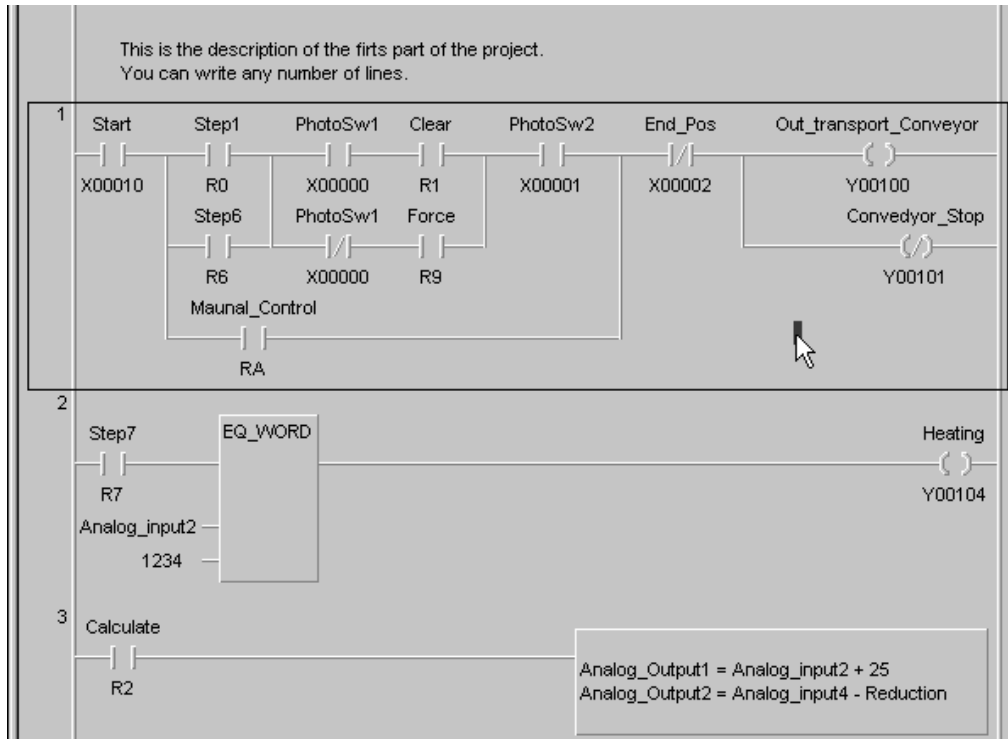 This is the description of the firts part of the project.
You can write any number of lines.
1
Start Step1 PhotoSw1 Clear PhotoSw2 End_Pos Out_transport_Conveyor
X00010 R0 X00000 R1 X00001 X00002 Y00100
Step6 PhotoSw1 Force Convedyor_Stop
R6 X00000 R9 Y00101
Maunal_Control
RA
2
Step7 EQ_WORD Heating
R7 Y00104
Analog_input2
1234
3
Calculate
R2
Analog_Output1 = Analog_input2 + 25
Analog_Output2 = Analog_input4 - Reduction